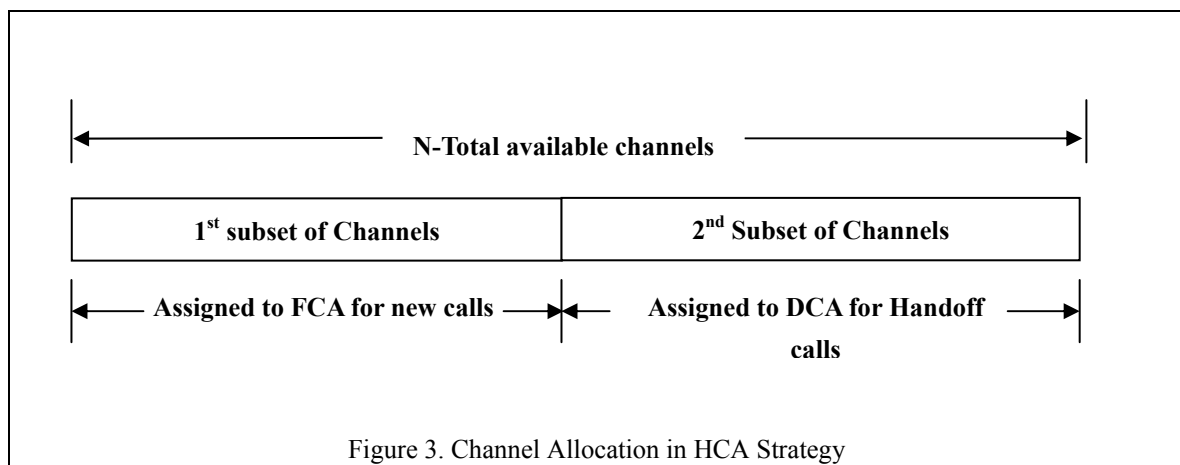 N-Total available channels
1st subset of Channels
2nd Subset of Channels
Assigned to FCA for new calls
Assigned to DCA for Handoff
calls
Figure 3. Channel Allocation in HCA Strategy